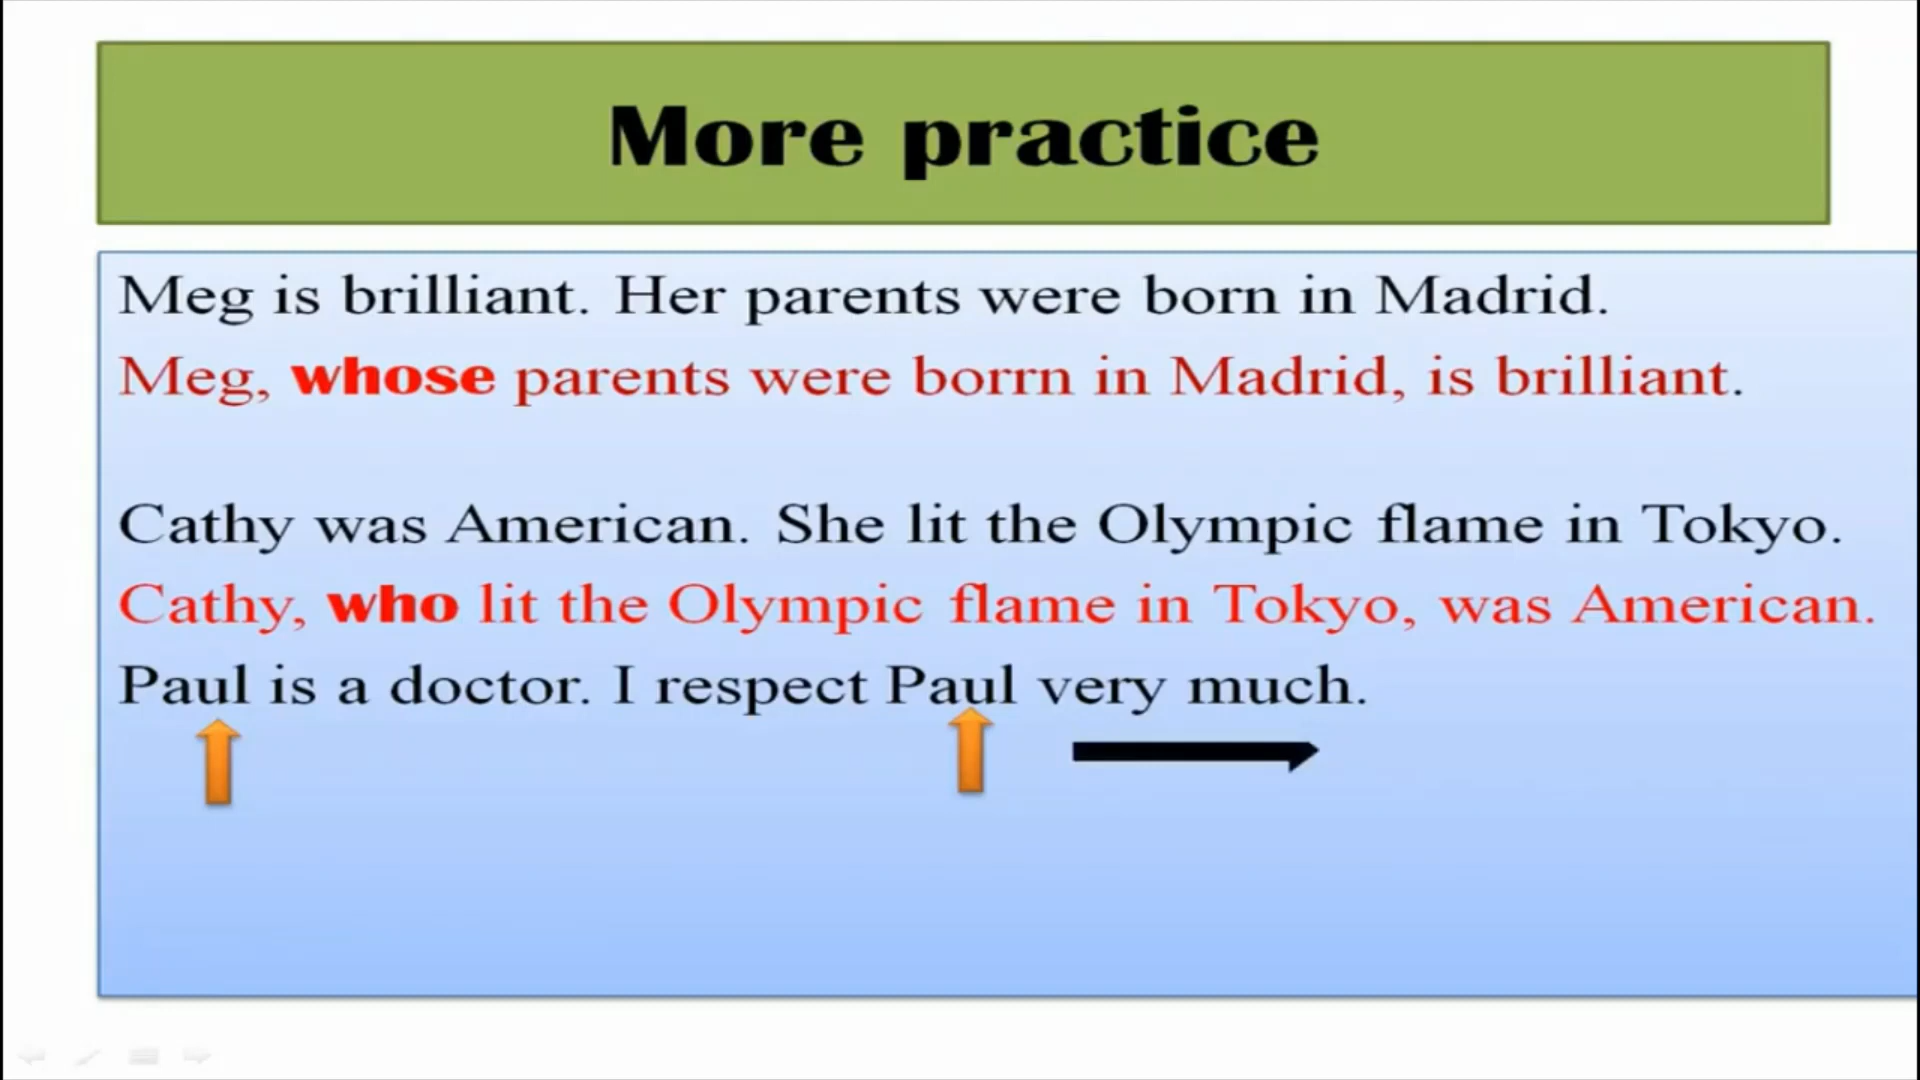 More practice
Meg is brilliant. Her parents were born in Madrid.
Meg, whose parents were borrn in Madrid, is brilliant.
Cathy was American. She lit the Olympic flame in Tokyo.
Cathy, who lit the Olympic flame in Tokyo, was American.
Paul is a doctor. I respect Paul very much.